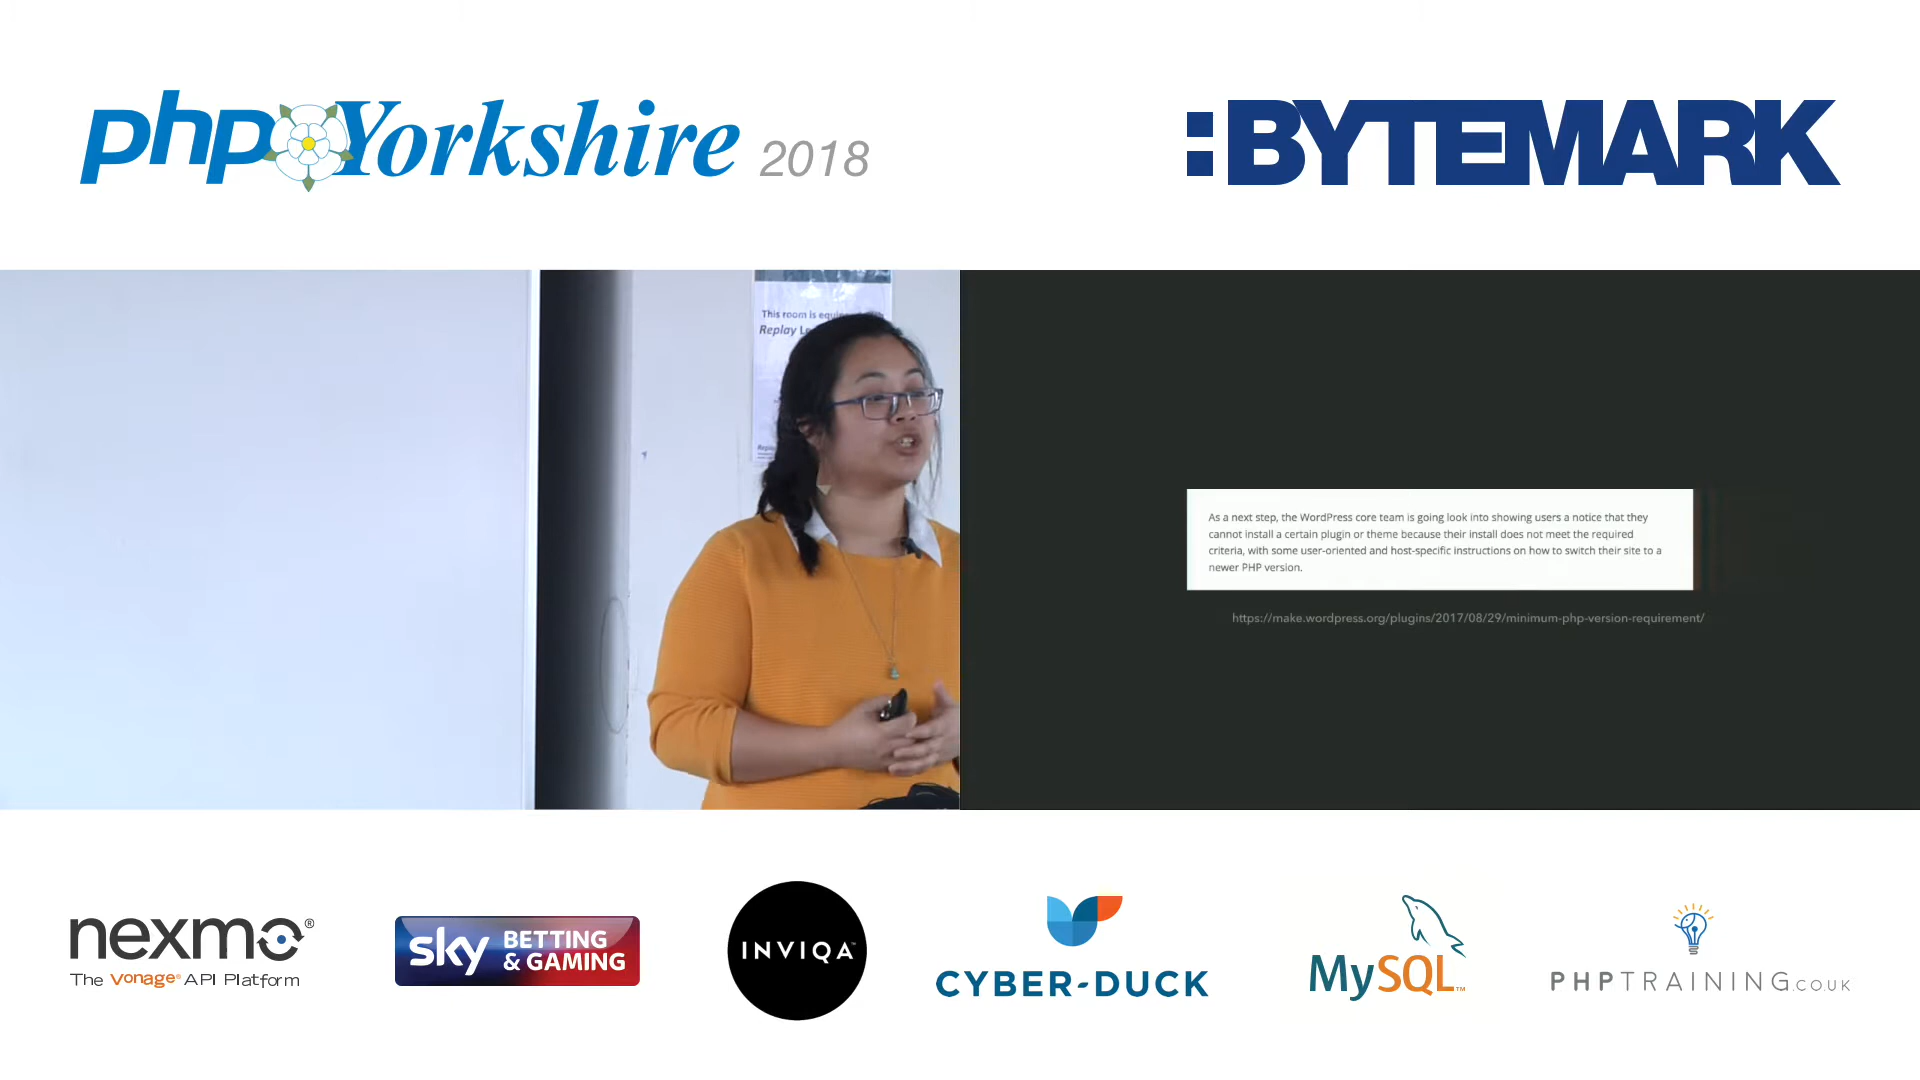 php Yorkshire 2018
:BYTEMARK
This room is
Replay
As a next step, the WordPress core team is going look into showing users a notice that they
cannot install a certain plugin or theme because their install does not meet the required
criteria, with some user-oriented and host-specific instructions on how to switch their site to a
newer PHP version.
https://make.wordpress.org/plugins/2017/08/29/minimum-php-version-requirement/
nexmo®
The Vonage® API Platform
sky BETTING
& GAMING
INVIQA™
CYBER-DUCK
MySQL™
PHPTRAINING.CO.UK